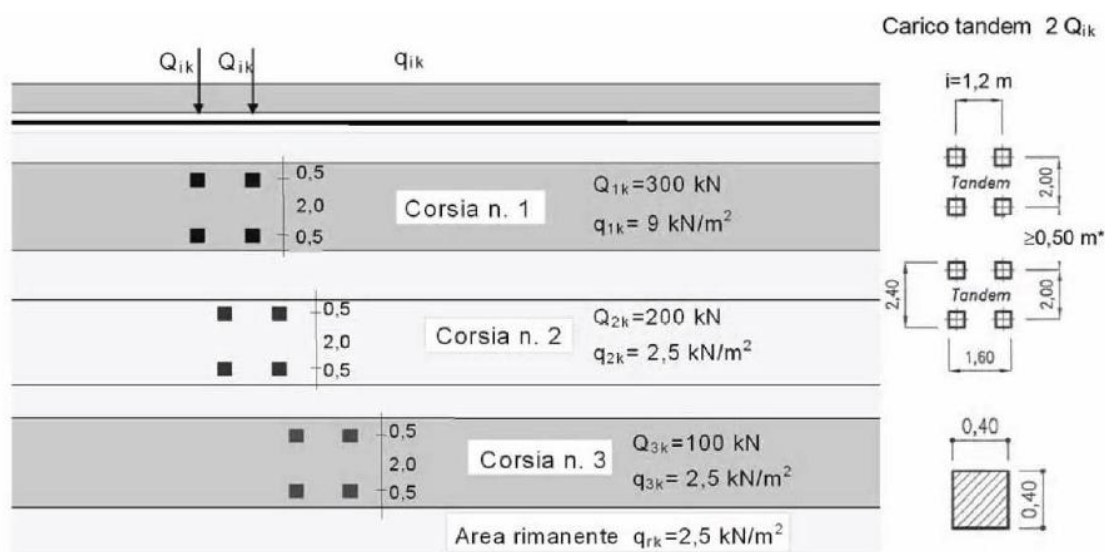 Carico tandem 2 Qik
Qik Qik qik
i=1,2 m
0,5
2,0
0,5
Corsia n. 1
Q1k=300 kN
q1k= 9 kN/m²
Tandem
2,00
≥0,50 m*
0,5
2,0
0,5
Corsia n. 2
Q2k=200 kN
q2k= 2,5 kN/m²
2,40
Tandem
2,00
1,60
0,5
2,0
0,5
Corsia n. 3
Q3k=100 kN
q3k= 2,5 kN/m²
0,40
0,40
Area rimanente qrk=2,5 kN/m²